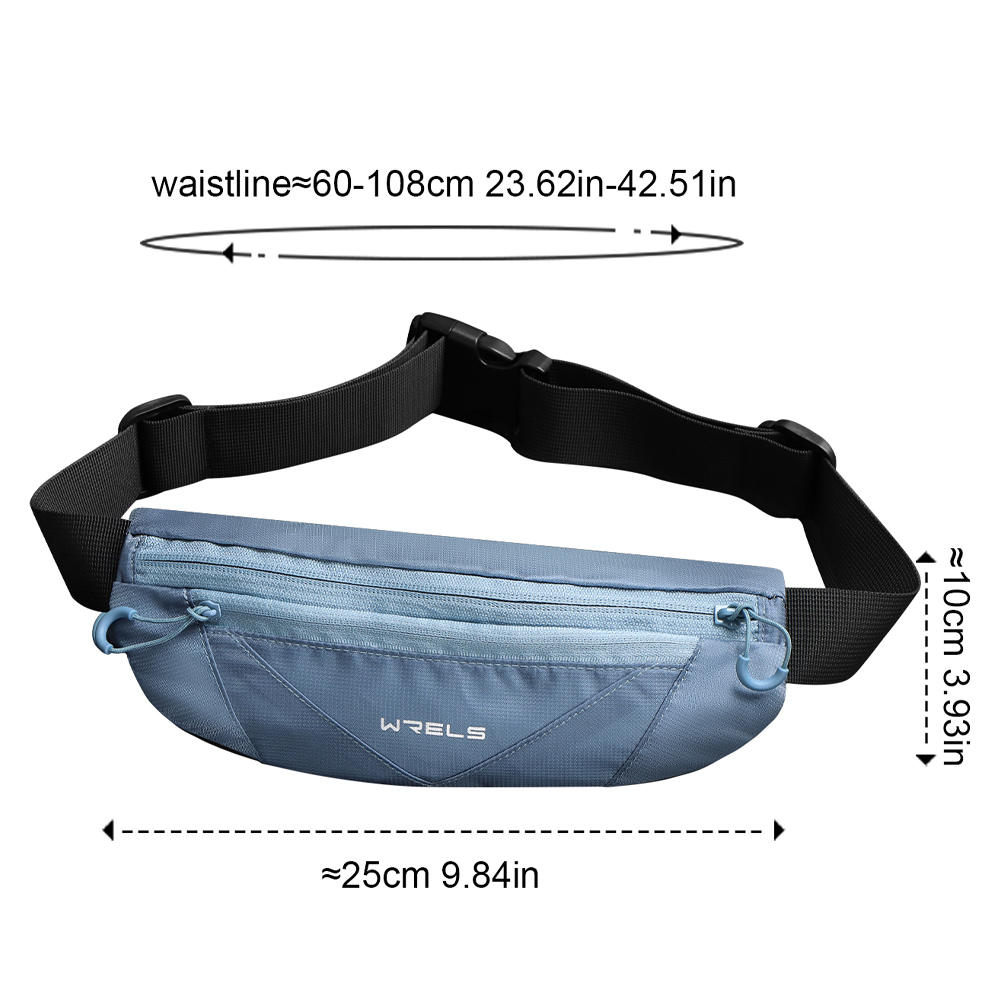 waistline≈60-108cm 23.62in-42.51in
≈10cm 3.93in
WRELS
≈25cm 9.84in